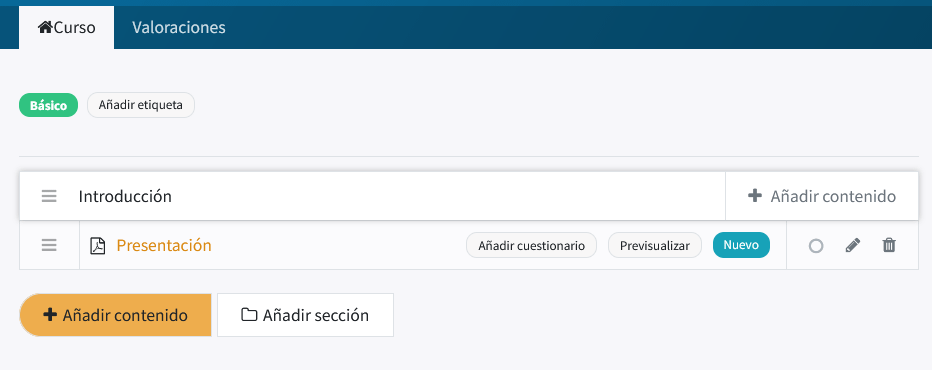 Curso Valoraciones
Básico Añadir etiqueta
Introducción + Añadir contenido
Presentación Añadir cuestionario Previsualizar Nuevo
+ Añadir contenido Añadir sección